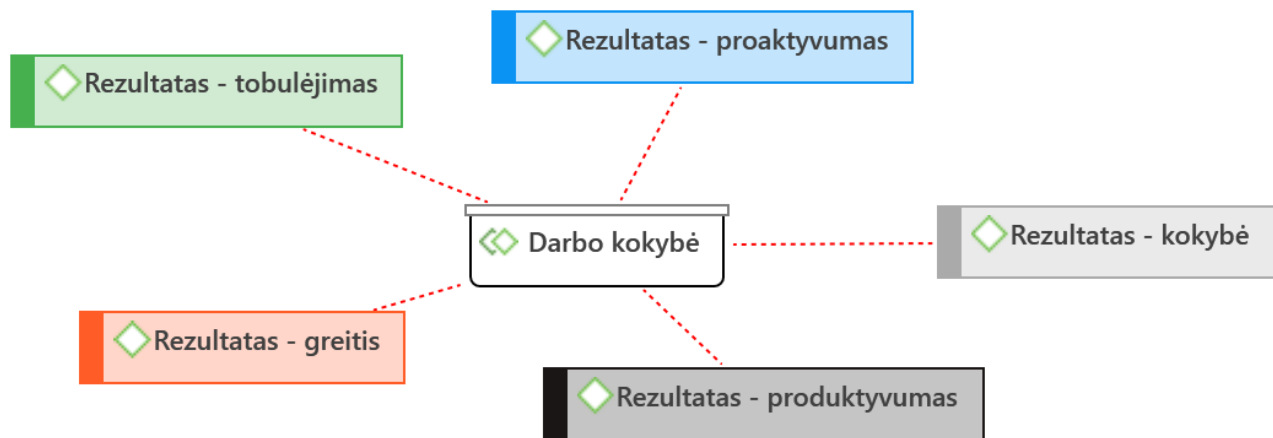 Rezultatas - proaktyvumas
Rezultatas - tobulėjimas
Rezultatas - kokybė
Darbo kokybė
Rezultatas - greitis
Rezultatas - produktyvumas